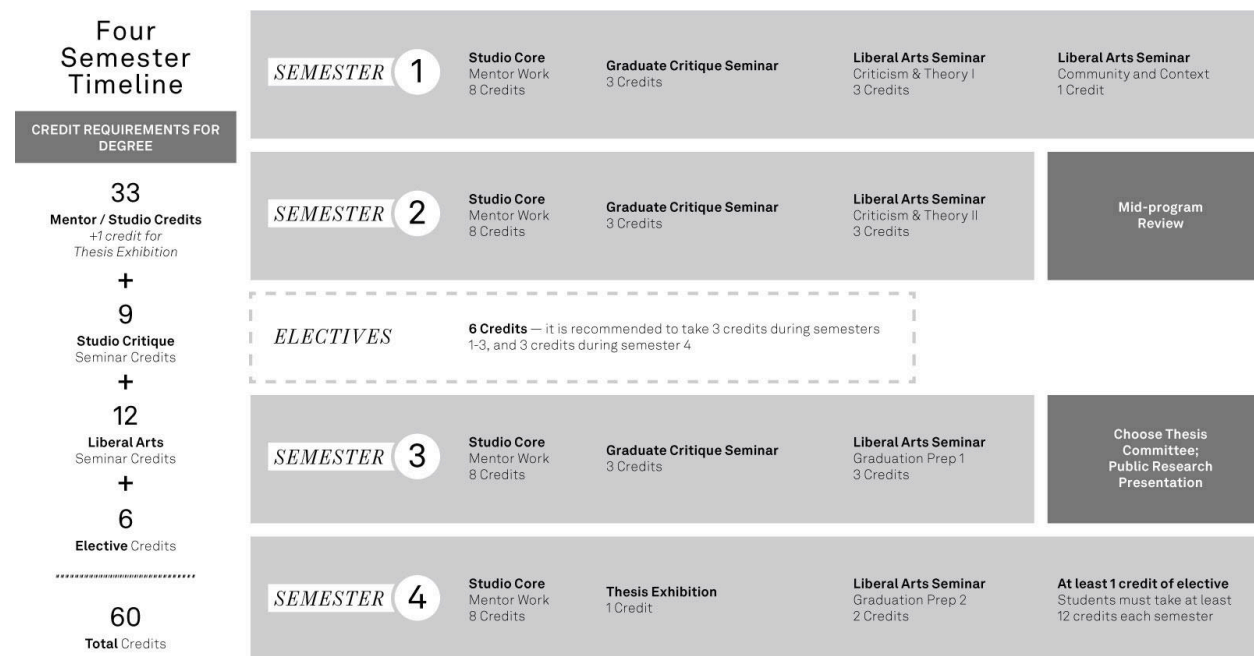 Four
Semester
Timeline
CREDIT REQUIREMENTS FOR
DEGREE
33
Mentor / Studio Credits
+1 credit for
Thesis Exhibition
+
9
Studio Critique
Seminar Credits
+
12
Liberal Arts
Seminar Credits
+
6
Elective Credits
60
Total Credits
SEMESTER 1
Studio Core
Mentor Work
8 Credits
Graduate Critique Seminar
3 Credits
Liberal Arts Seminar
Criticism & Theory I
3 Credits
Liberal Arts Seminar
Community and Context
1 Credit
SEMESTER 2
Studio Core
Mentor Work
8 Credits
Graduate Critique Seminar
3 Credits
Liberal Arts Seminar
Criticism & Theory II
3 Credits
Mid-program
Review
ELECTIVES
6 Credits — it is recommended to take 3 credits during semesters
1-3, and 3 credits during semester 4
SEMESTER 3
Studio Core
Mentor Work
8 Credits
Graduate Critique Seminar
3 Credits
Liberal Arts Seminar
Graduation Prep 1
3 Credits
Choose Thesis
Committee;
Public Research
Presentation
SEMESTER 4
Studio Core
Mentor Work
8 Credits
Thesis Exhibition
1 Credit
Liberal Arts Seminar
Graduation Prep 2
2 Credits
At least 1 credit of elective
Students must take at least
12 credits each semester